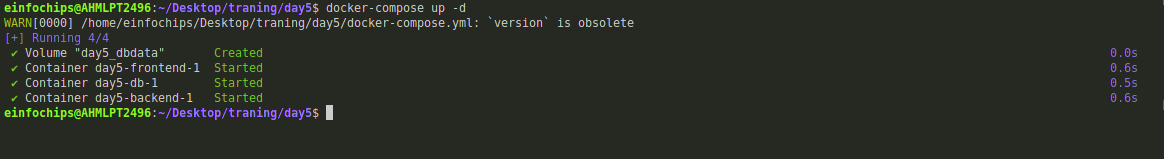 einfochips@AHMLPT2496:~/Desktop/traning/day5$ docker-compose up -d
WARN[0000] /home/einfochips/Desktop/traning/day5/docker-compose.yml: `version` is obsolete
[+] Running 4/4
✔ Volume "day5_dbdata" Created 0.0s
✔ Container day5-frontend-1 Started 0.6s
✔ Container day5-db-1 Started 0.5s
✔ Container day5-backend-1 Started 0.6s
einfochips@AHMLPT2496:~/Desktop/traning/day5$